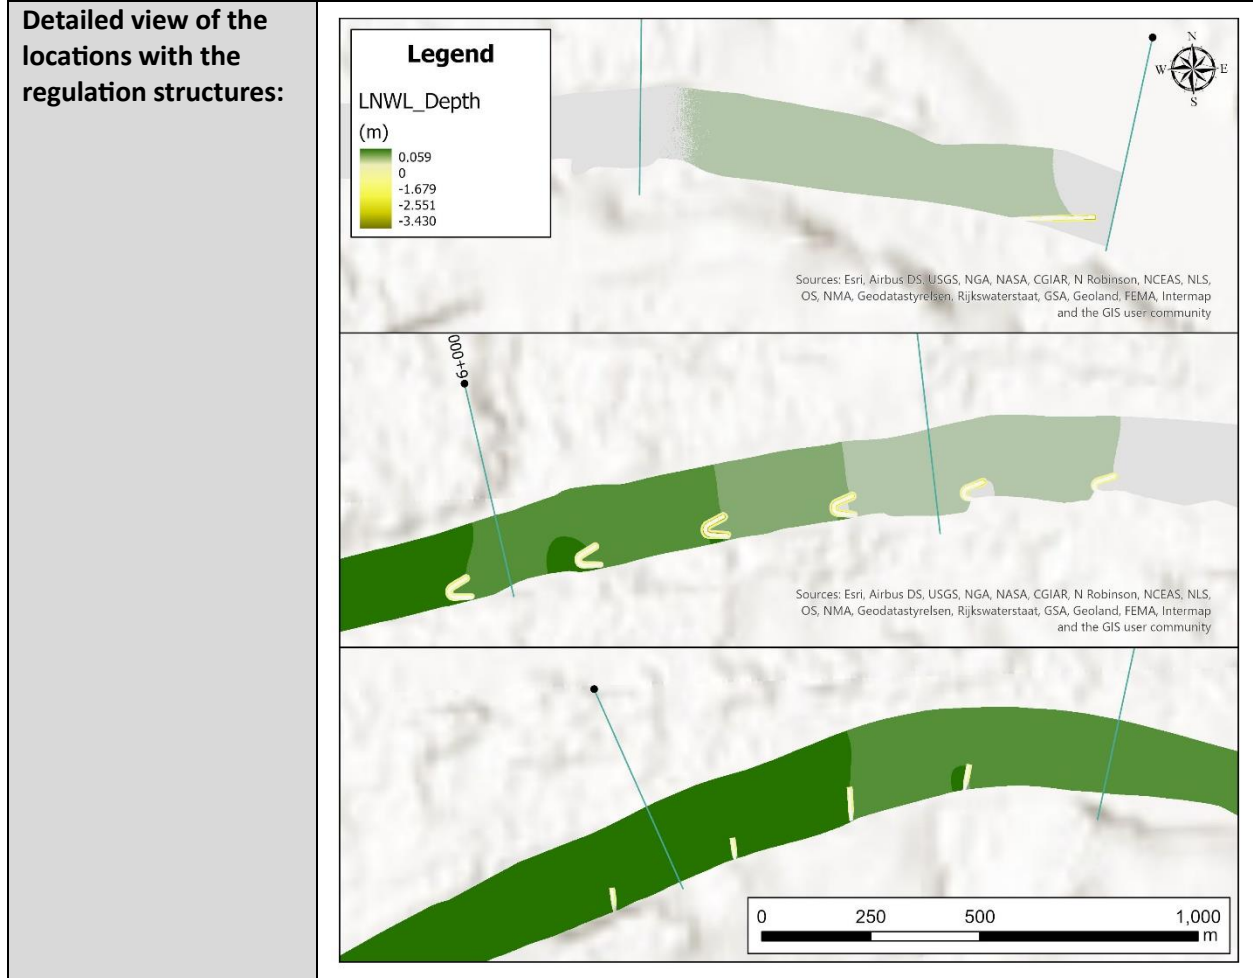 Detailed view of the
locations with the
regulation structures:
Legend
LNWL_Depth
(m)
0.059
0
-1.679
-2.551
-3.430
N
W
E
S
Sources: Esri, Airbus DS, USGS, NGA, NASA, CGIAR, N Robinson, NCEAS, NLS,
OS, NMA, Geodatastyrelsen, Rijkswaterstaat, GSA, Geoland, FEMA, Intermap
and the GIS user community
6+000
Sources: Esri, Airbus DS, USGS, NGA, NASA, CGIAR, N Robinson, NCEAS, NLS,
OS, NMA, Geodatastyrelsen, Rijkswaterstaat, GSA, Geoland, FEMA, Intermap
and the GIS user community
0 250 500 1,000
m